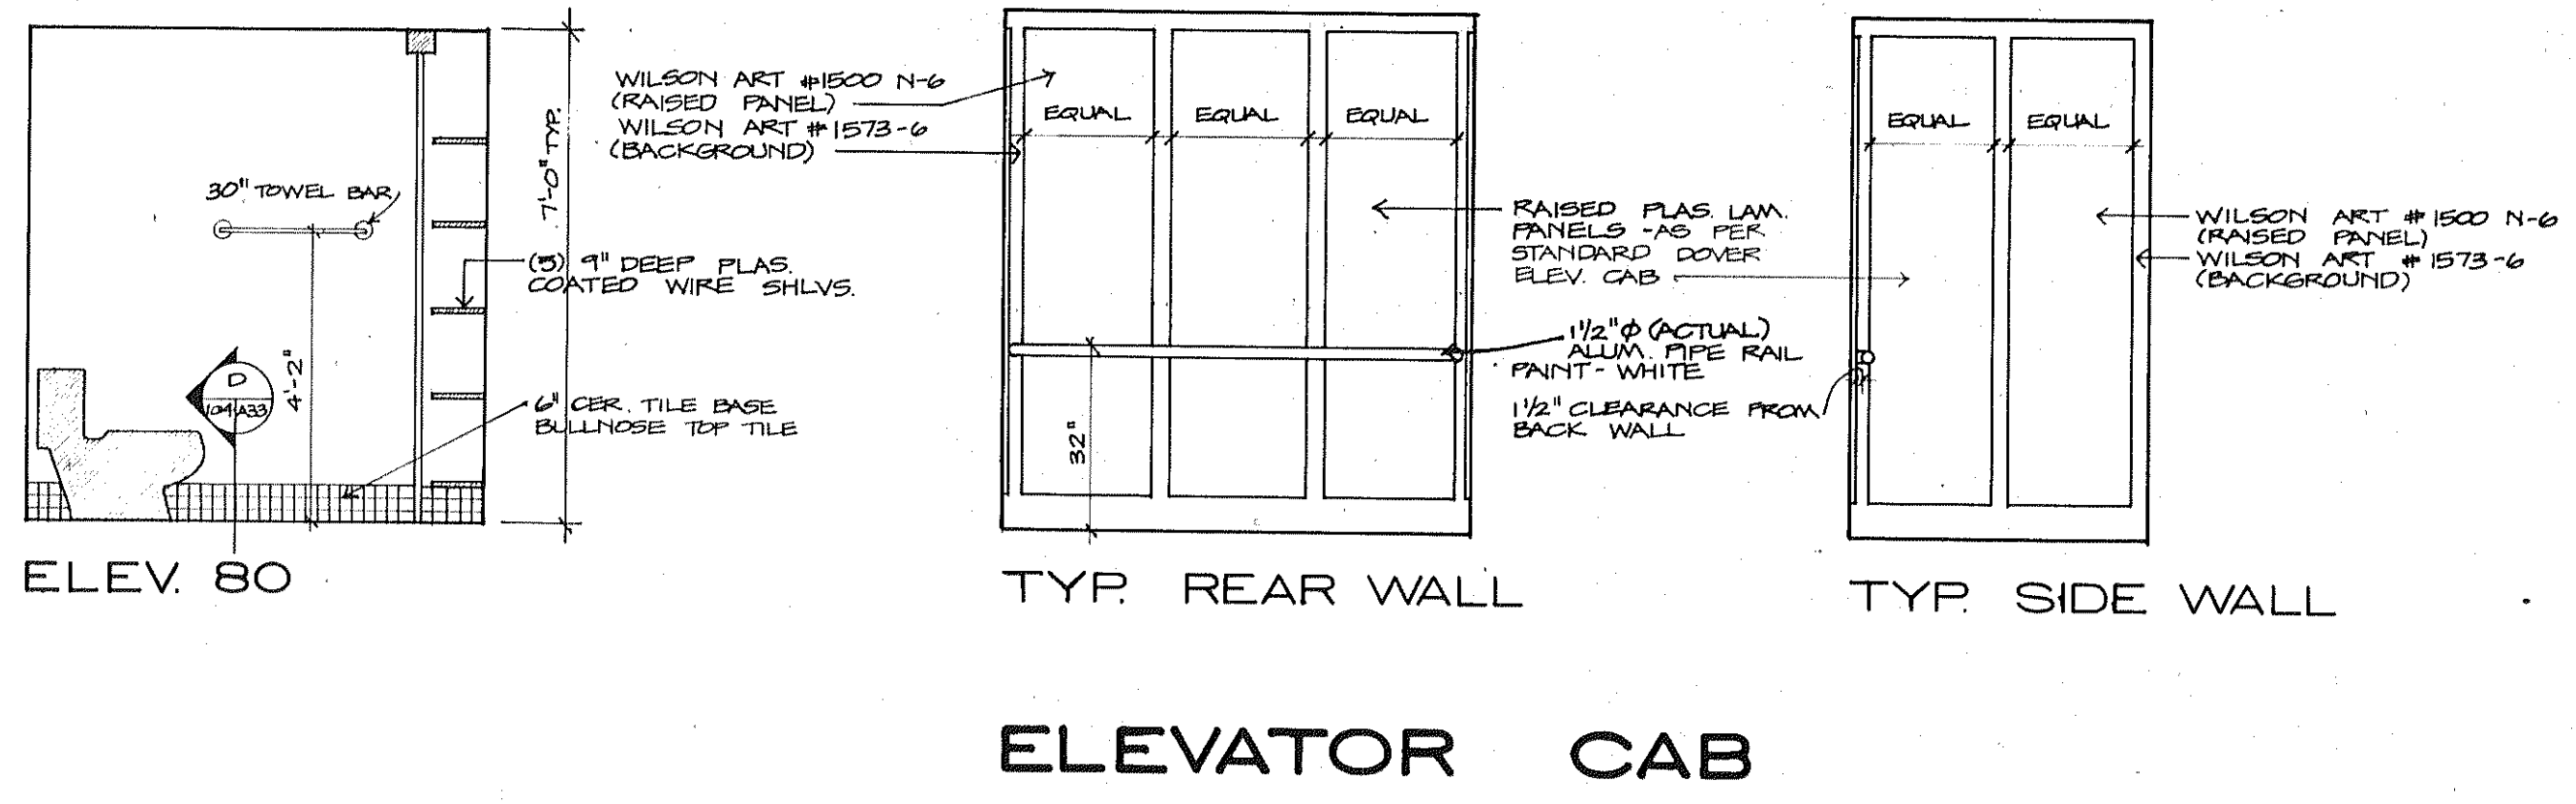 30" TOWEL BAR
7'-0" TYP.
(5) 9" DEEP PLAS.
COATED WIRE SHLVS.
D
104 A33
4'-2"
6" CER. TILE BASE
BULLNOSE TOP TILE
ELEV. 80
WILSON ART #1500 N-6
(RAISED PANEL)
WILSON ART #1573-6
(BACKGROUND)
EQUAL EQUAL EQUAL
32"
TYP. REAR WALL
RAISED PLAS. LAM.
PANELS -AS PER
STANDARD DOVER
ELEV. CAB
1 1/2" Φ (ACTUAL)
ALUM. PIPE RAIL
PAINT - WHITE
1 1/2" CLEARANCE FROM
BACK WALL
EQUAL EQUAL
WILSON ART #1500 N-6
(RAISED PANEL)
WILSON ART #1573-6
(BACKGROUND)
TYP. SIDE WALL
ELEVATOR CAB